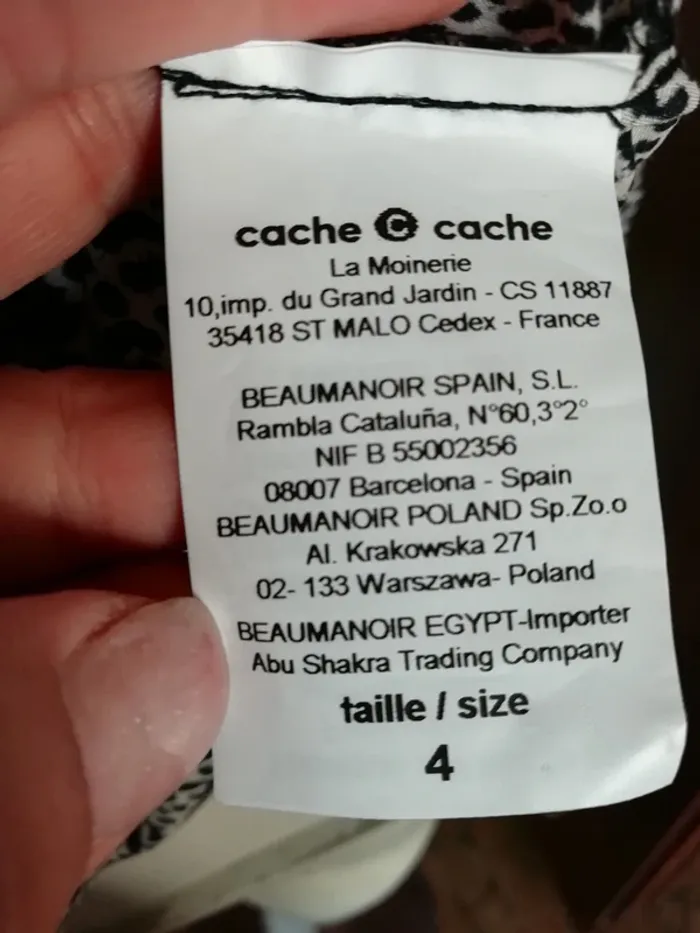 cache C cache
La Moinerie
10,imp. du Grand Jardin - CS 11887
35418 ST MALO Cedex - France
BEAUMANOIR SPAIN, S.L.
Rambla Cataluña, N°60,3°2°
NIF B 55002356
08007 Barcelona - Spain
BEAUMANOIR POLAND Sp.Zo.o
Al. Krakowska 271
02- 133 Warszawa- Poland
BEAUMANOIR EGYPT-Importer
Abu Shakra Trading Company
taille / size
4